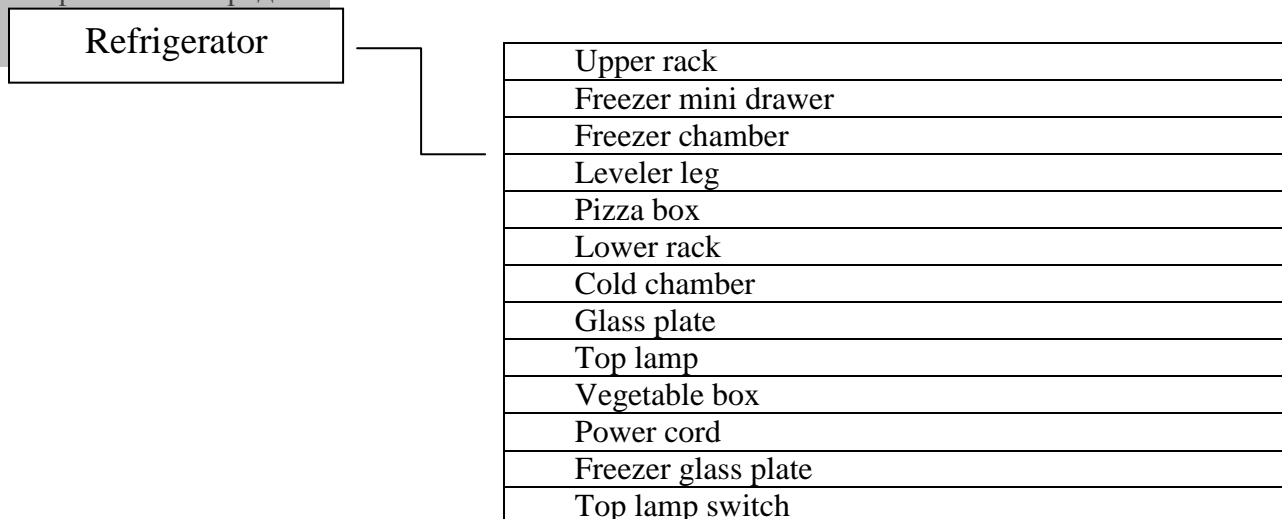 Refrigerator
Upper rack
Freezer mini drawer
Freezer chamber
Leveler leg
Pizza box
Lower rack
Cold chamber
Glass plate
Top lamp
Vegetable box
Power cord
Freezer glass plate
Top lamp switch